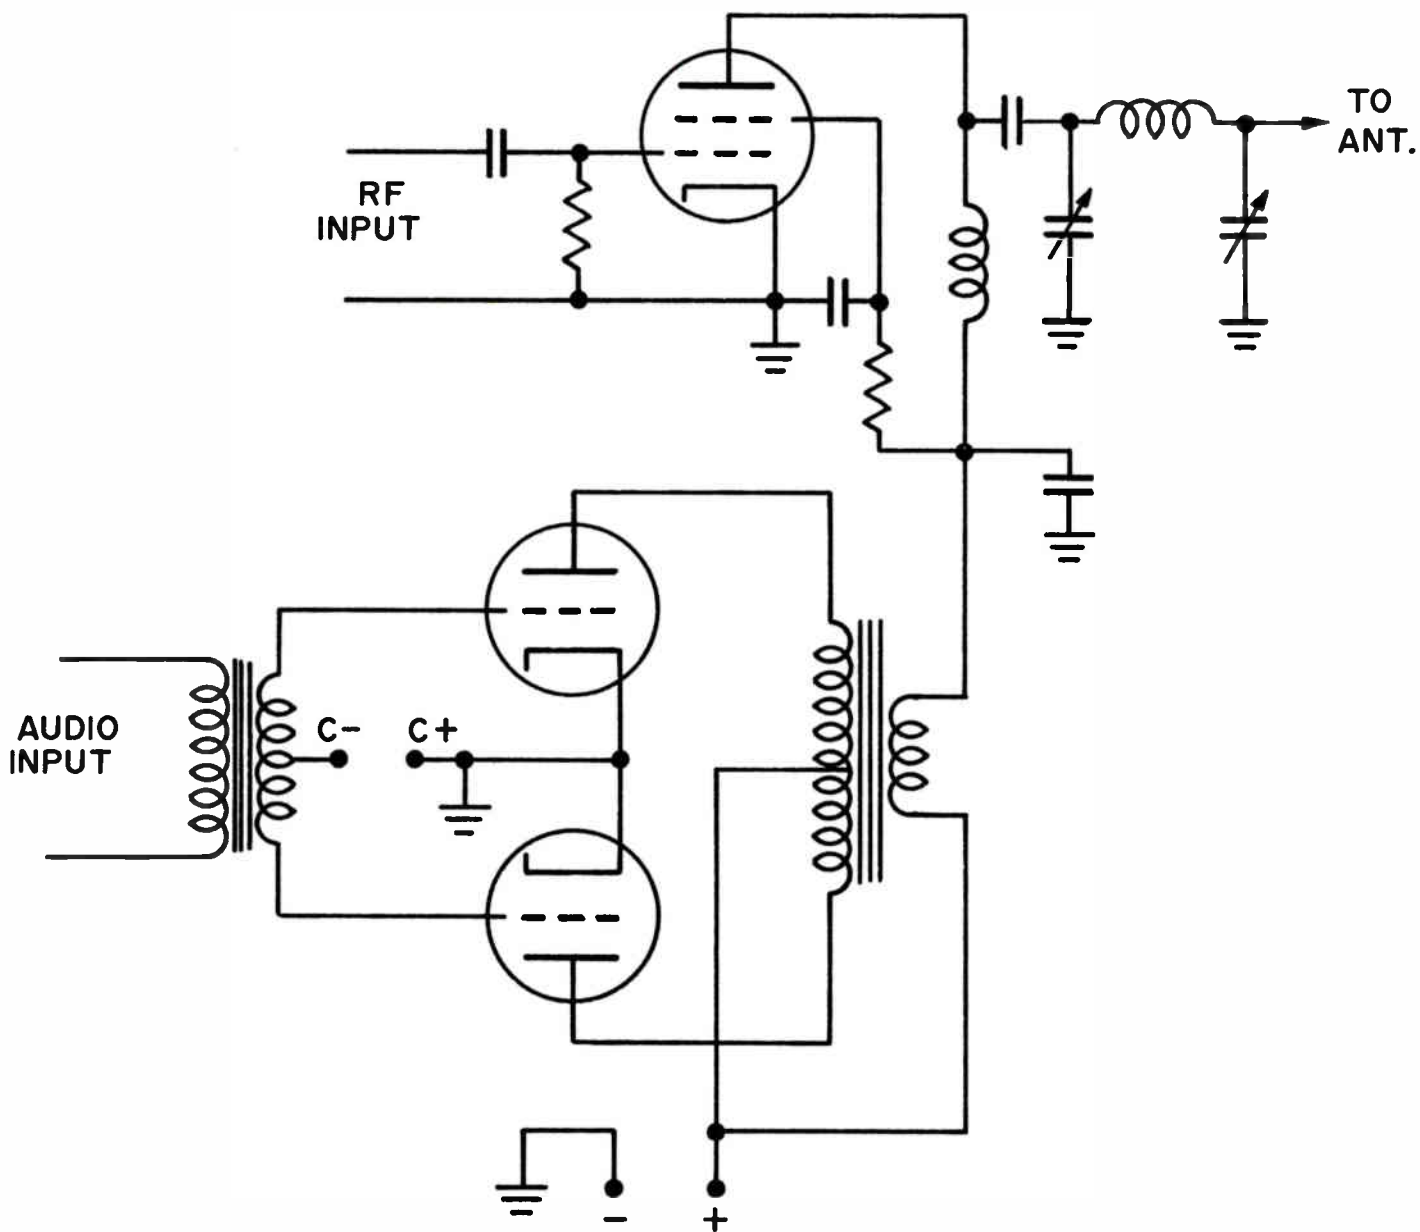 TO
ANT.
RF
INPUT
AUDIO
INPUT
C-
C+
-
+